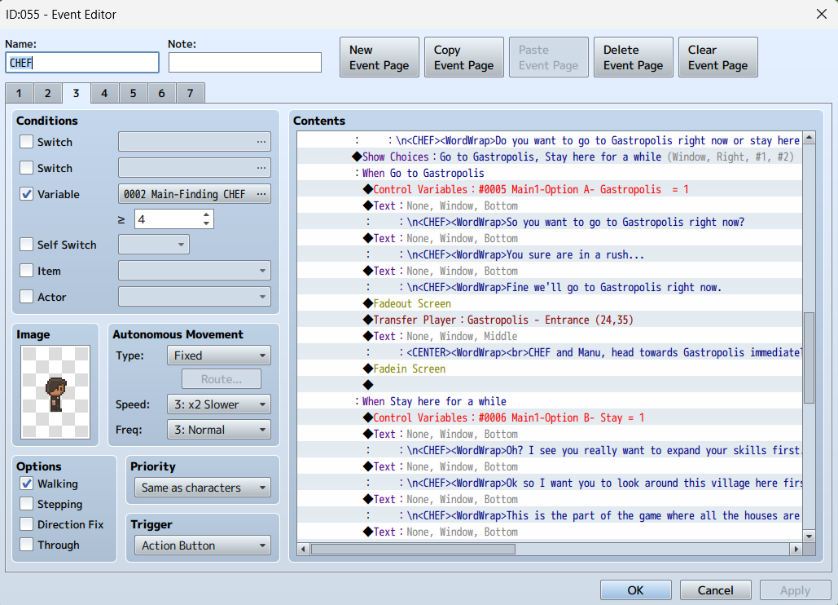 ID:055 - Event Editor
Name:
Note:
CHEF
New
Event Page
Copy
Event Page
Paste
Event Page
Delete
Event Page
Clear
Event Page
1 2 3 4 5 6 7
Conditions
Switch ...
Switch ...
Variable 0002 Main-Finding CHEF ...
≥ 4
Self Switch
Item
Actor
Image
Autonomous Movement
Type: Fixed
Route...
Speed: 3: x2 Slower
Freq: 3: Normal
Options
Walking
Stepping
Direction Fix
Through
Priority
Same as characters
Trigger
Action Button
Contents
: : \n<CHEF><WordWrap>Do you want to go to Gastropolis right now or stay here
◆Show Choices：Go to Gastropolis, Stay here for a while (Window, Right, #1, #2)
: When Go to Gastropolis
◆Control Variables：#0005 Main1-Option A- Gastropolis = 1
◆Text：None, Window, Bottom
: : \n<CHEF><WordWrap>So you want to go to Gastropolis right now?
◆Text：None, Window, Bottom
: : \n<CHEF><WordWrap>You sure are in a rush...
◆Text：None, Window, Bottom
: : \n<CHEF><WordWrap>Fine we'll go to Gastropolis right now.
◆Fadeout Screen
◆Transfer Player：Gastropolis - Entrance (24,35)
◆Text：None, Window, Middle
: : <CENTER><WordWrap><br>CHEF and Manu, head towards Gastropolis immediatel
◆Fadein Screen
◆
: When Stay here for a while
◆Control Variables：#0006 Main1-Option B- Stay = 1
◆Text：None, Window, Bottom
: : \n<CHEF><WordWrap>Oh? I see you really want to expand your skills first.
◆Text：None, Window, Bottom
: : \n<CHEF><WordWrap>Ok so I want you to look around this village here firs
◆Text：None, Window, Bottom
: : \n<CHEF><WordWrap>This is the part of the game where all the houses are
◆Text：None, Window, Bottom
OK
Cancel
Apply